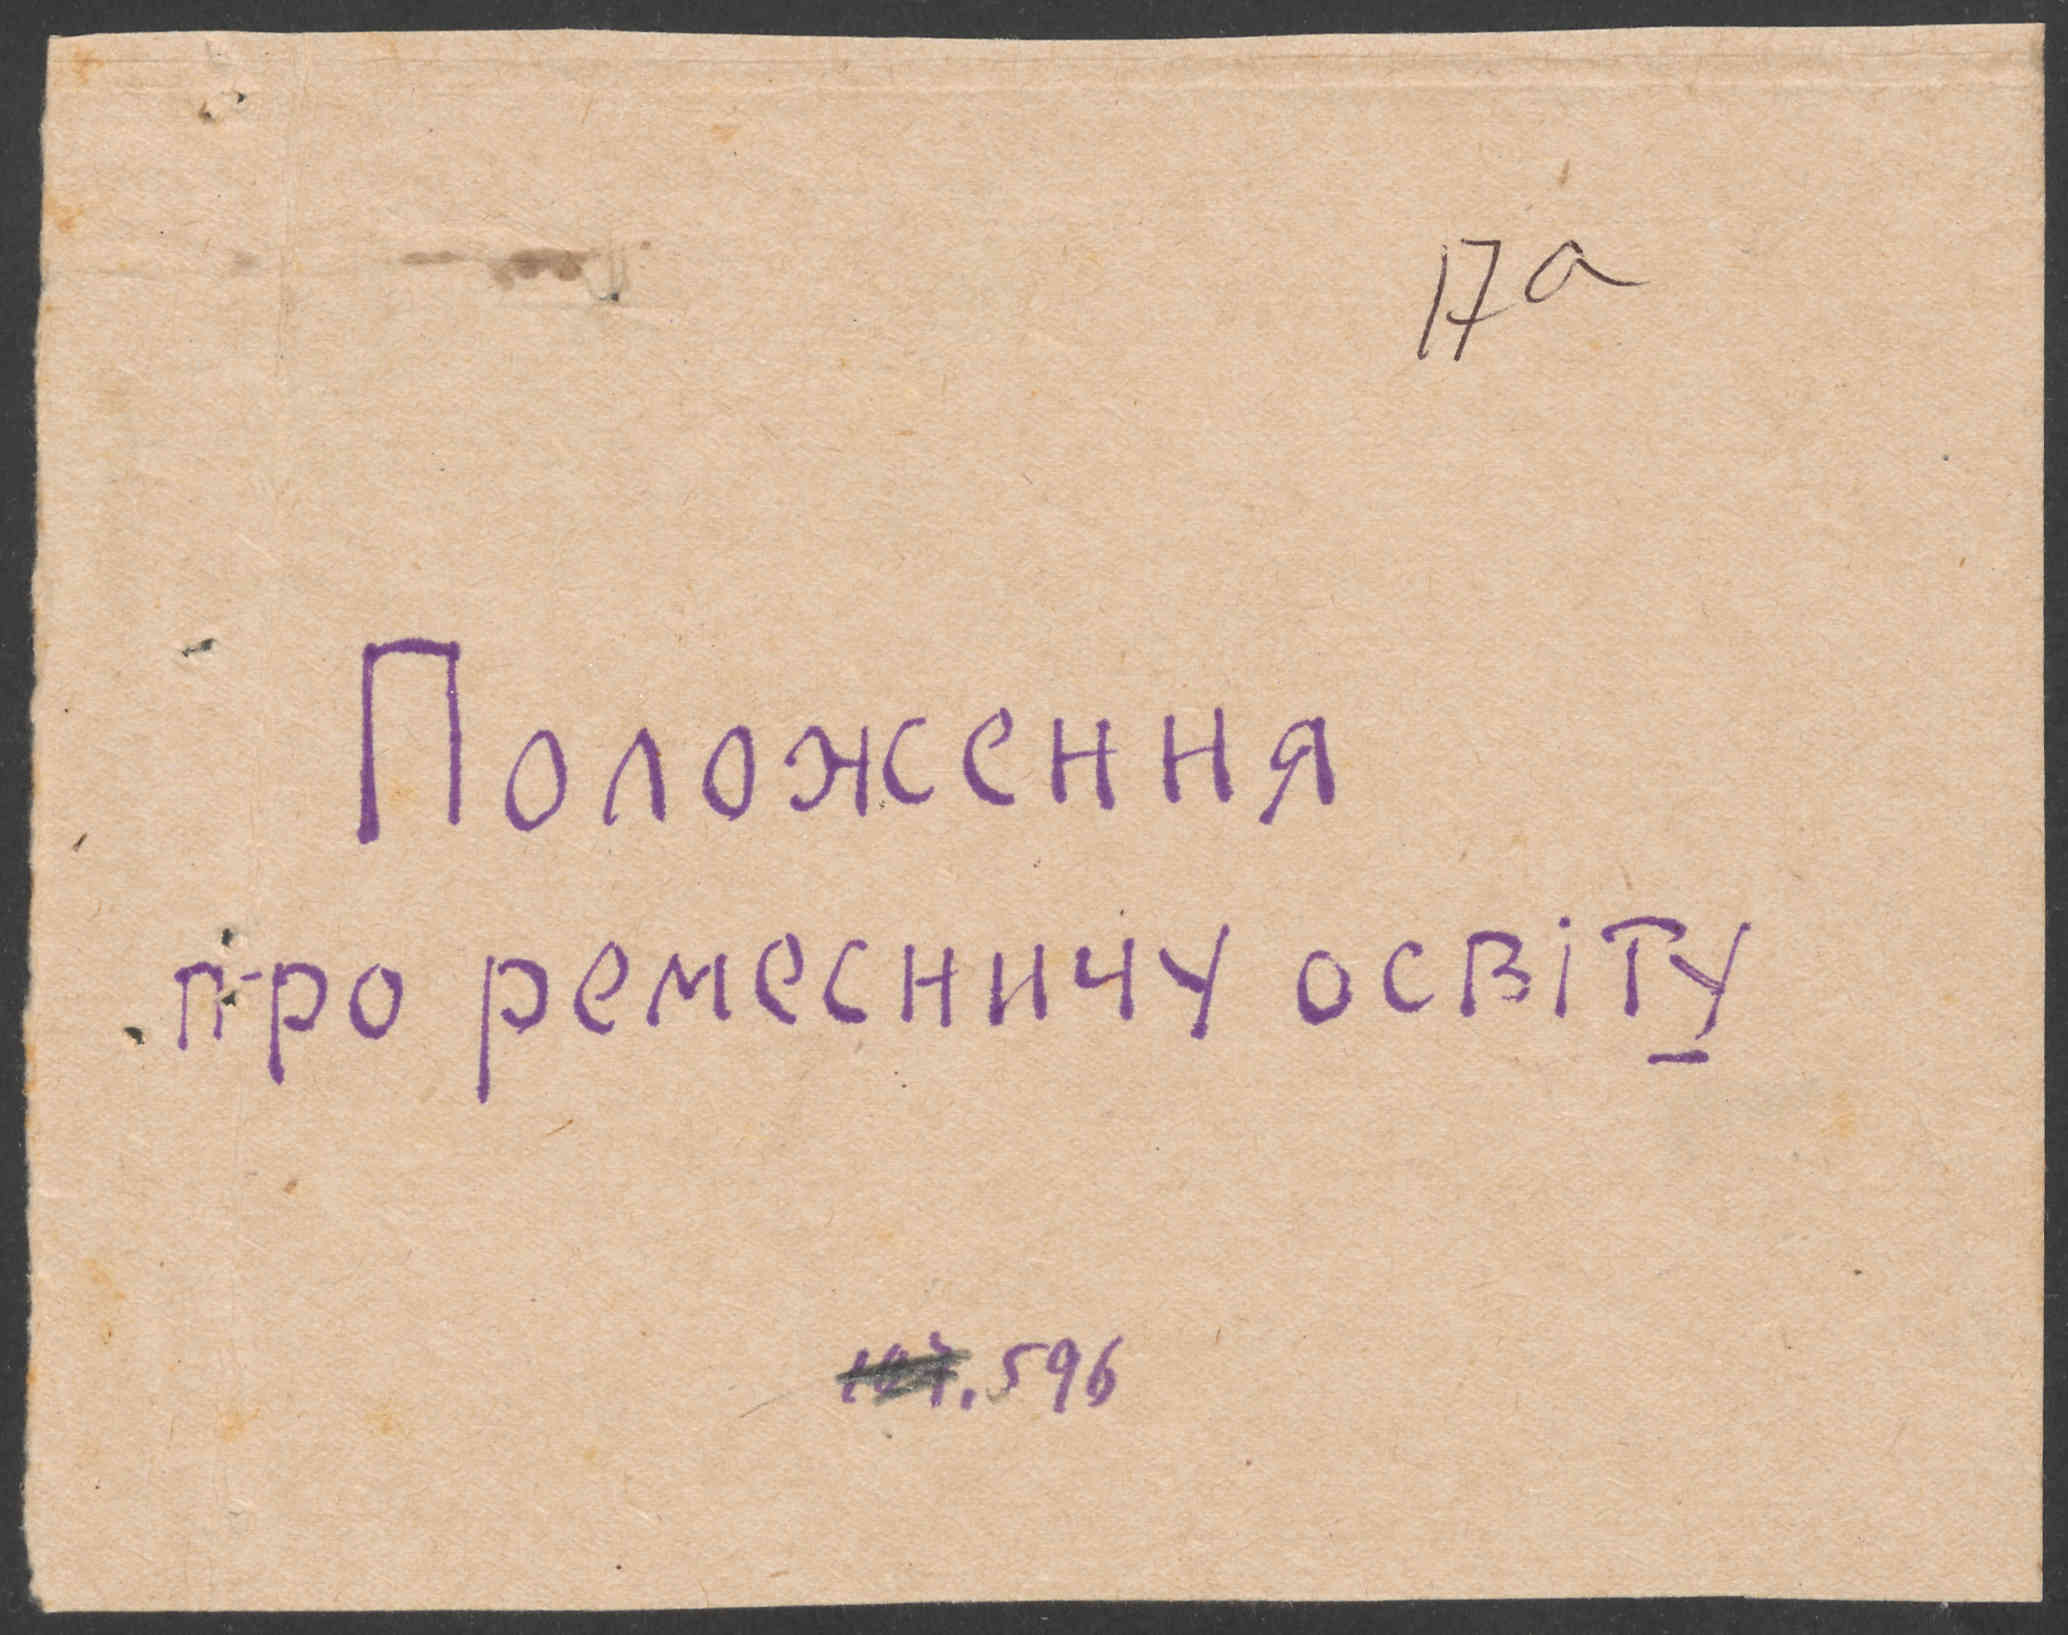 17а
Положення
про ремесничу освіту
596